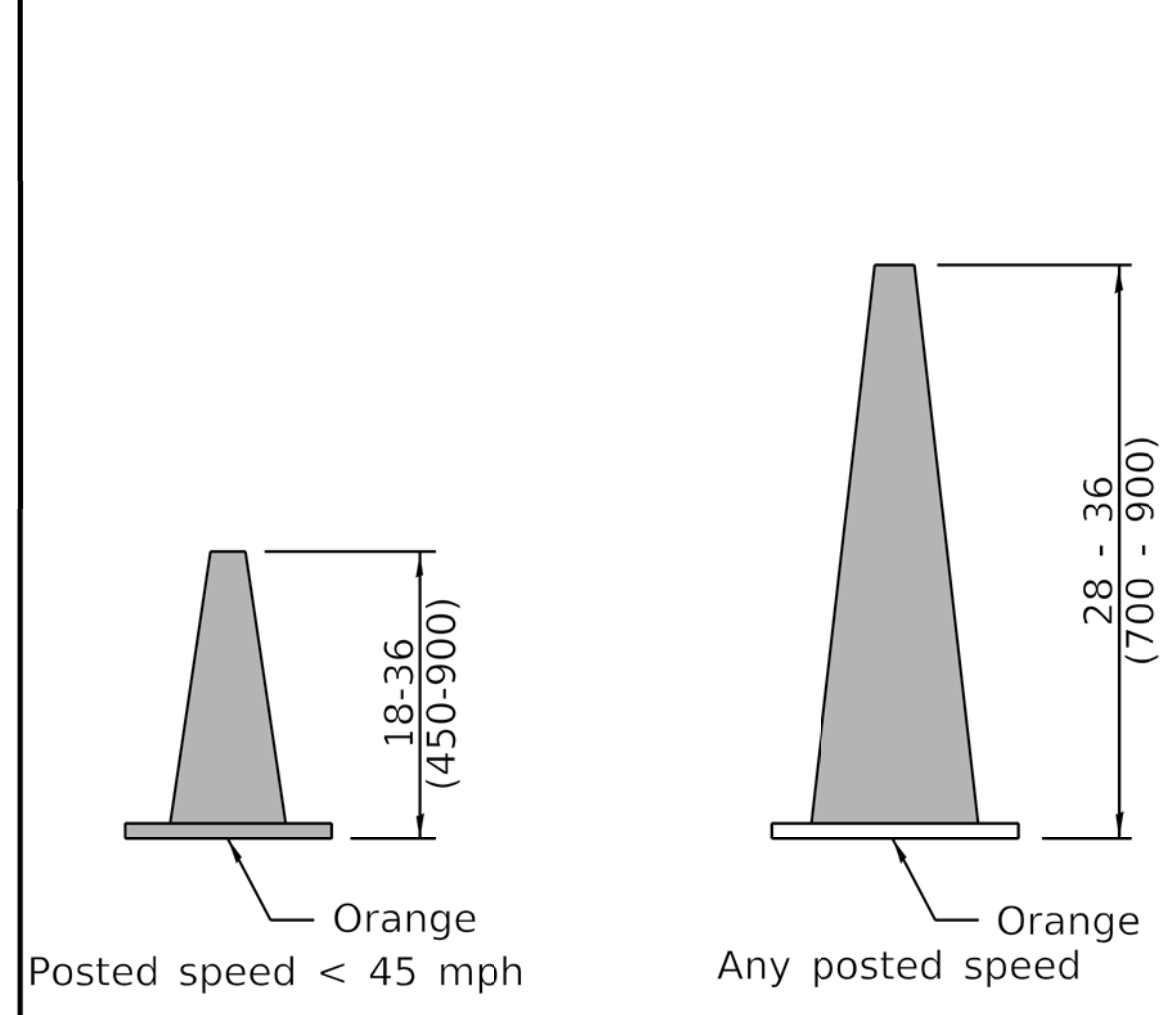 18-36
(450-900)
Orange
Posted speed < 45 mph
28 - 36
(700 - 900)
Orange
Any posted speed